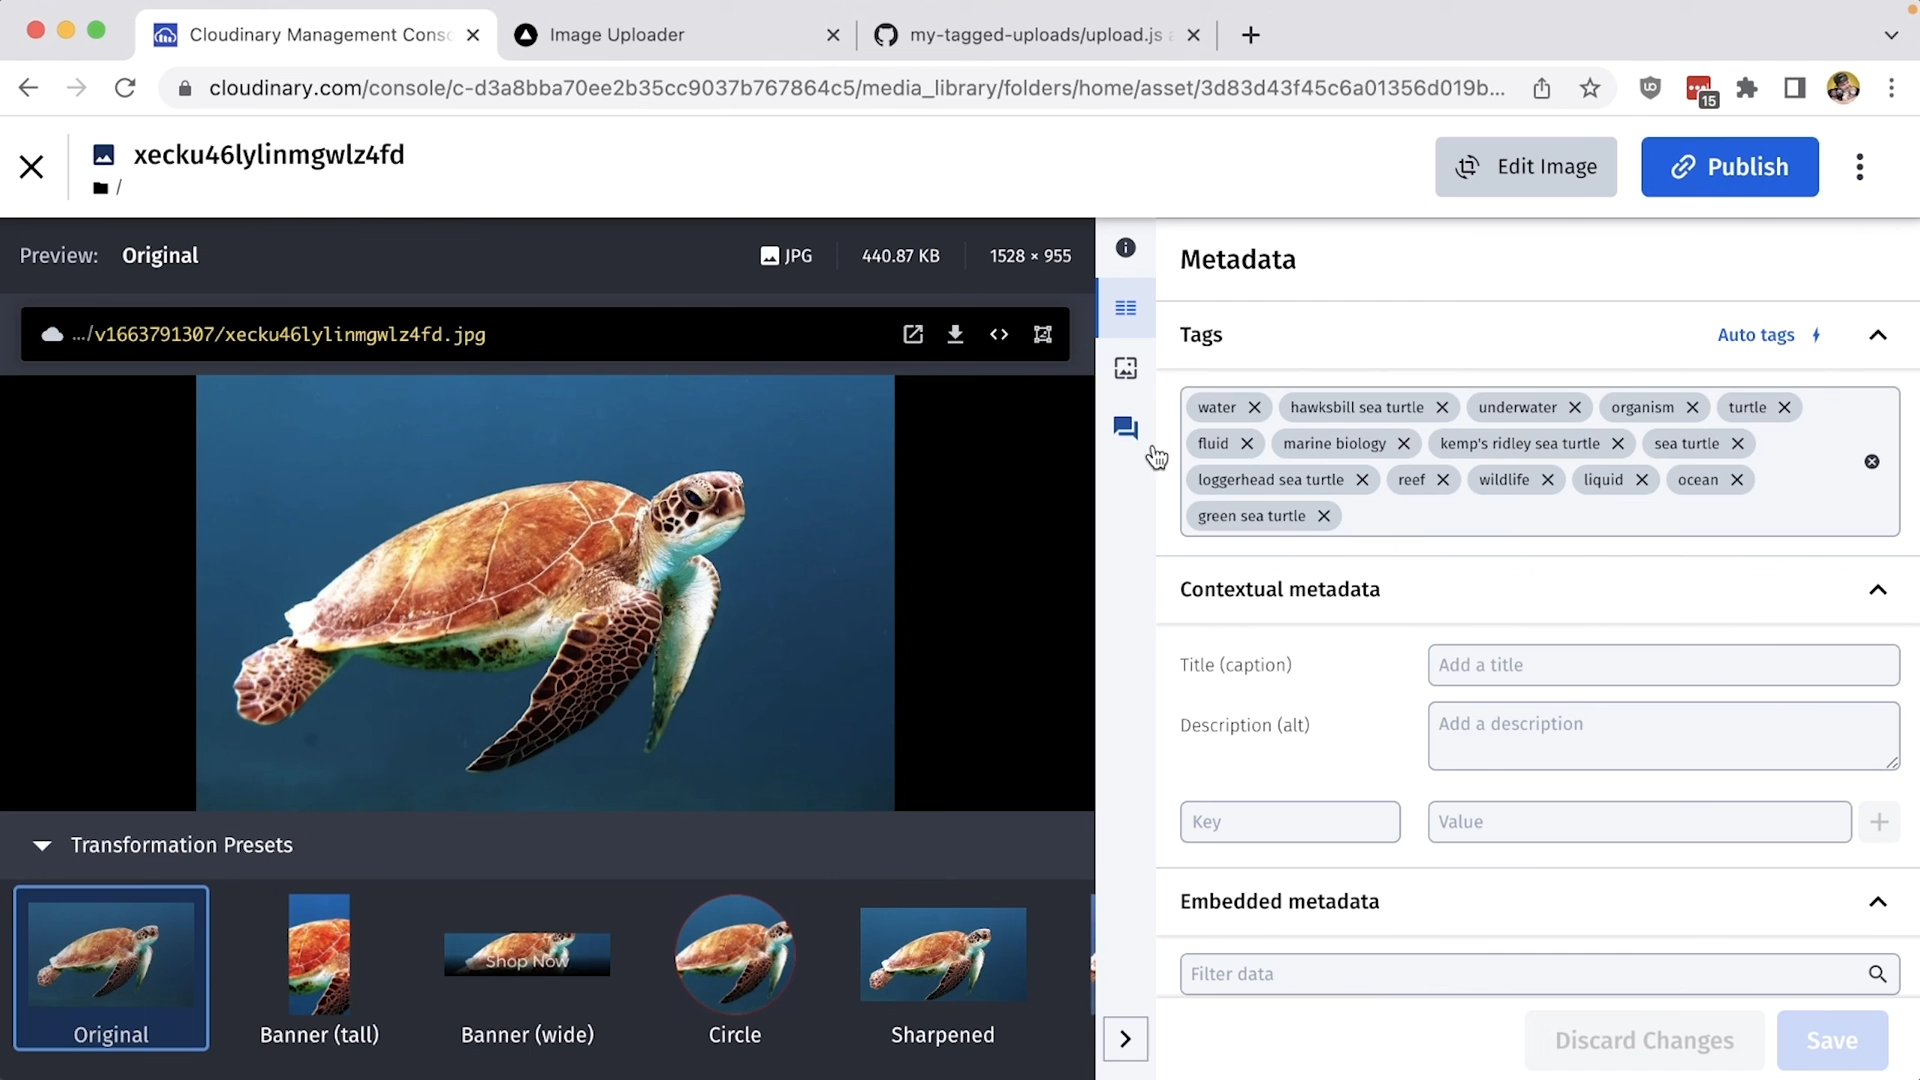 Cloudinary Management Conso
Image Uploader
my-tagged-uploads/upload.js a
cloudinary.com/console/c-d3a8bba70ee2b35cc9037b767864c5/media_library/folders/home/asset/3d83d43f45c6a01356d019b...
15
xecku46lylinmgwlz4fd
/
Edit Image
Publish
Preview: Original
JPG
440.87 KB
1528 × 955
.../v1663791307/xecku46lylinmgwlz4fd.jpg
Metadata
Tags
Auto tags
water
hawksbill sea turtle
underwater
organism
turtle
fluid
marine biology
kemp's ridley sea turtle
sea turtle
loggerhead sea turtle
reef
wildlife
liquid
ocean
green sea turtle
Contextual metadata
Title (caption)
Add a title
Description (alt)
Add a description
Key
Value
Embedded metadata
Filter data
Discard Changes
Save
Transformation Presets
Shop Now
Original
Banner (tall)
Banner (wide)
Circle
Sharpened